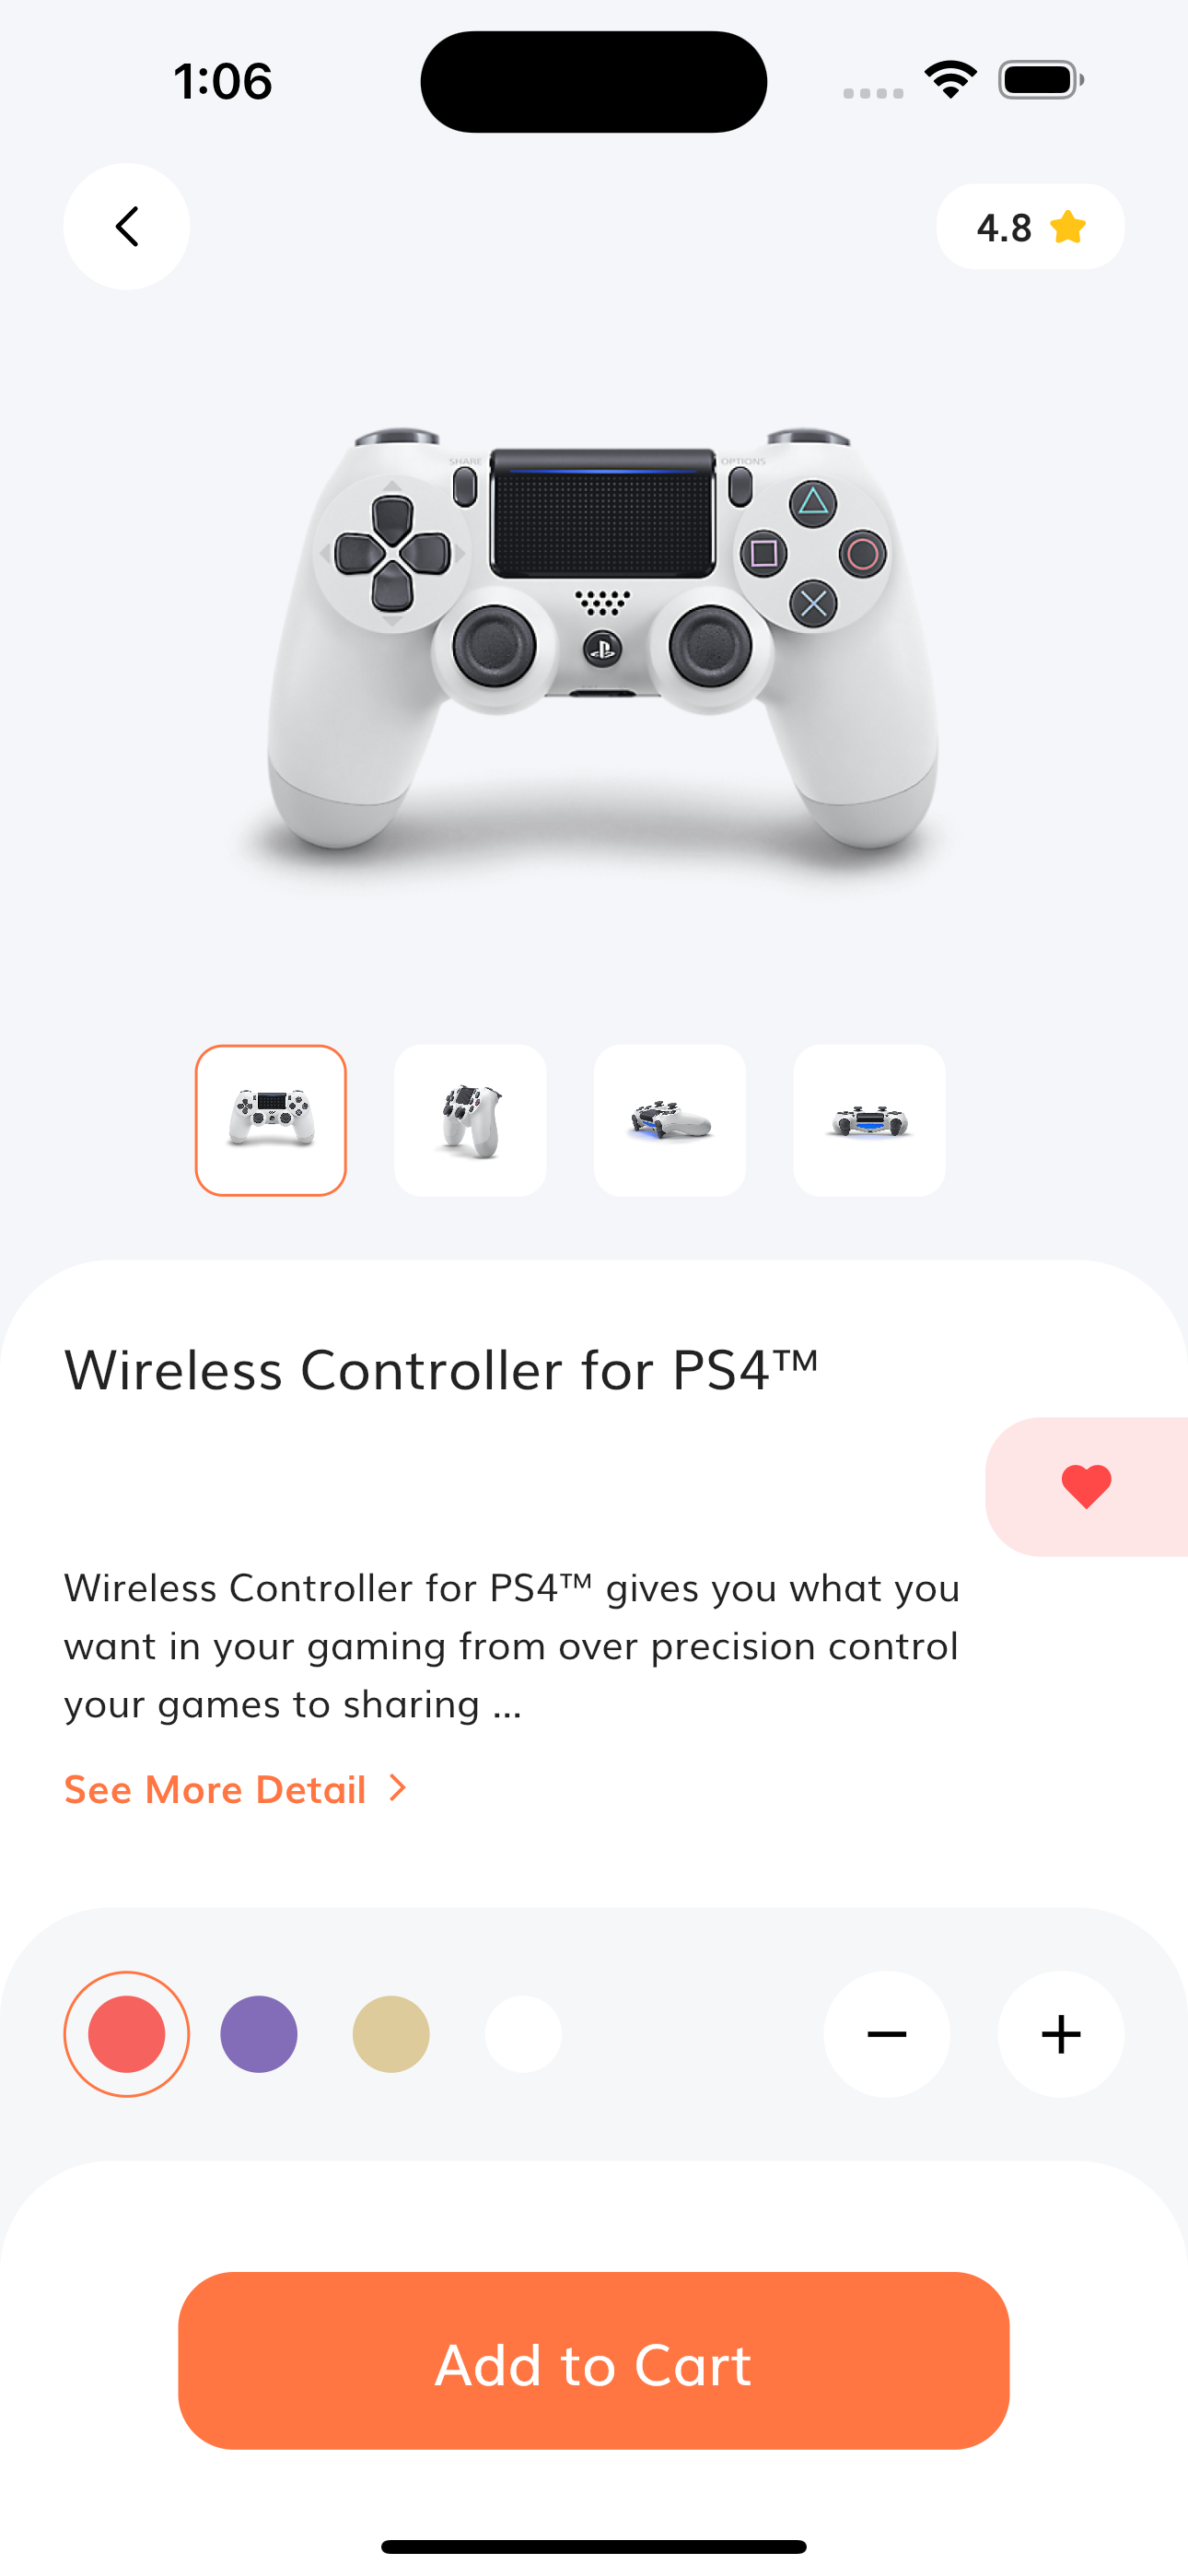 1:06
4.8
SHARE
OPTIONS
Wireless Controller for PS4™
Wireless Controller for PS4™ gives you what you
want in your gaming from over precision control
your games to sharing ...
See More Detail
Add to Cart